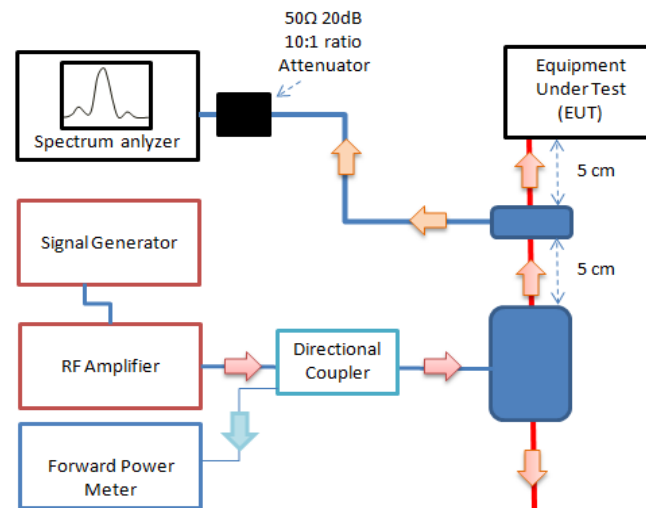 50Ω 20dB
10:1 ratio
Attenuator
Spectrum anlyzer
Equipment
Under Test
(EUT)
5 cm
Signal Generator
5 cm
RF Amplifier
Directional
Coupler
Forward Power
Meter